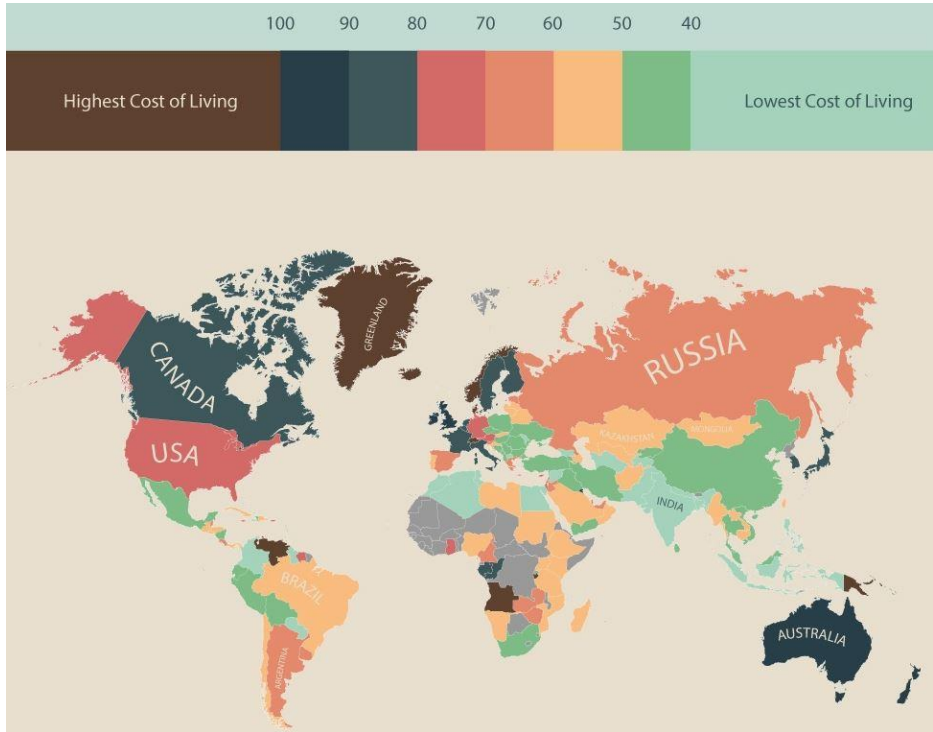 100 90 80 70 60 50 40
Highest Cost of Living Lowest Cost of Living
GREENLAND
RUSSIA
CANADA
USA
KAZAKHSTAN
MONGOLIA
INDIA
BRAZIL
AUSTRALIA
ARGENTINA